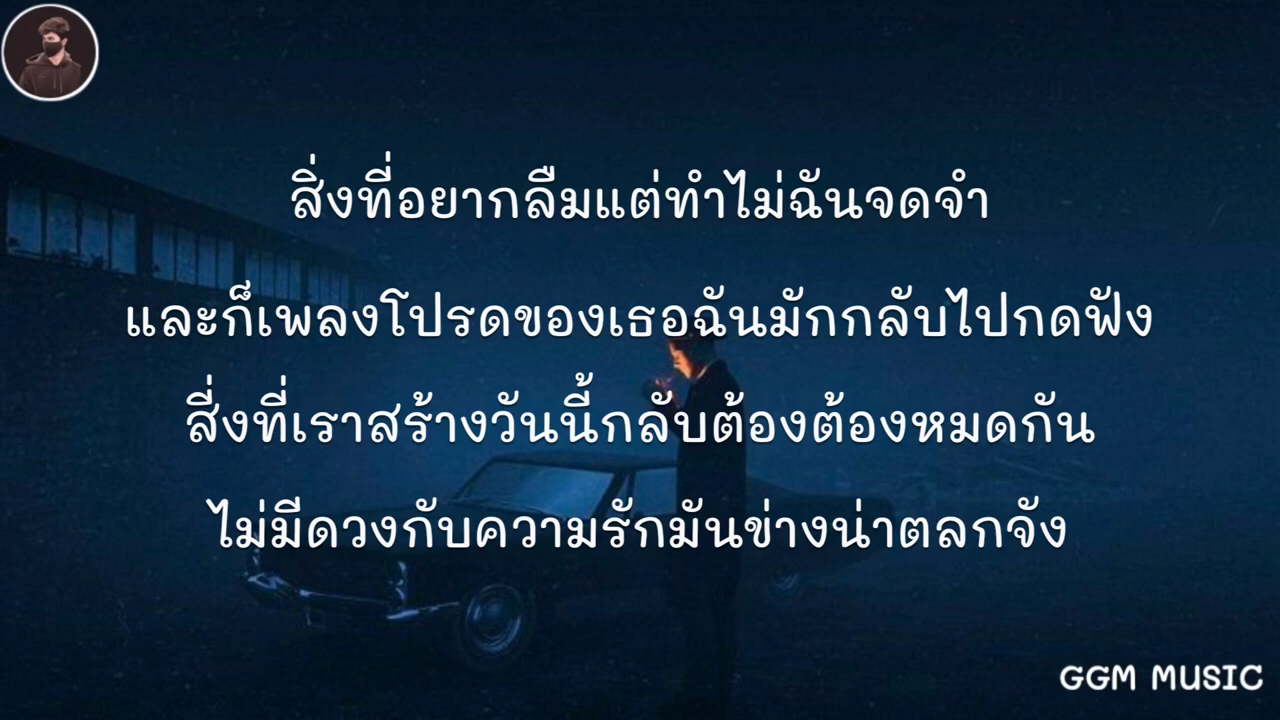 สิ่งที่อยากลืมแต่ทำไม่ฉันจดจำ
และก็เพลงโปรดของเธอฉันมักกลับไปกดฟัง
สี่งที่เราสร้างวันนี้กลับต้องต้องหมดกัน
ไม่มีดวงกับความรักมันข่างน่าตลกจัง
GGM MUSIC